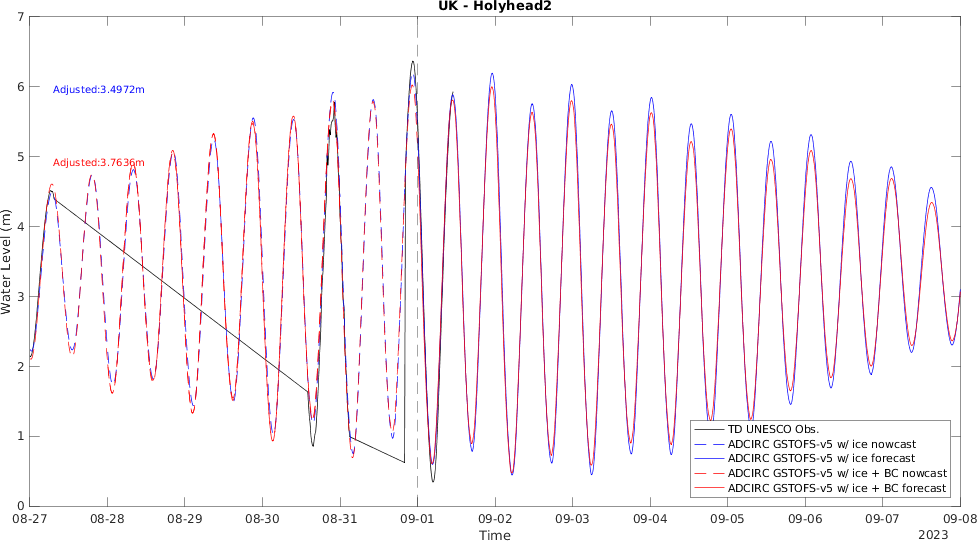 UK - Holyhead2
7
6
5
4
3
2
1
0
Water Level (m)
Adjusted:3.4972m
Adjusted:3.7636m
TD UNESCO Obs.
ADCIRC GSTOFS-v5 w/ ice nowcast
ADCIRC GSTOFS-v5 w/ ice forecast
ADCIRC GSTOFS-v5 w/ ice + BC nowcast
ADCIRC GSTOFS-v5 w/ ice + BC forecast
08-27 08-28 08-29 08-30 08-31 09-01 09-02 09-03 09-04 09-05 09-06 09-07 09-08
Time
2023